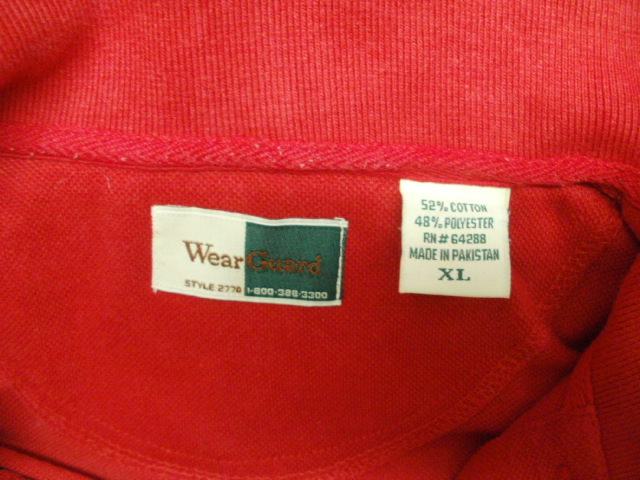 Wear Guard
STYLE 2770 1-800-388-3300
52% COTTON
48% POLYESTER
RN# 64288
MADE IN PAKISTAN
XL